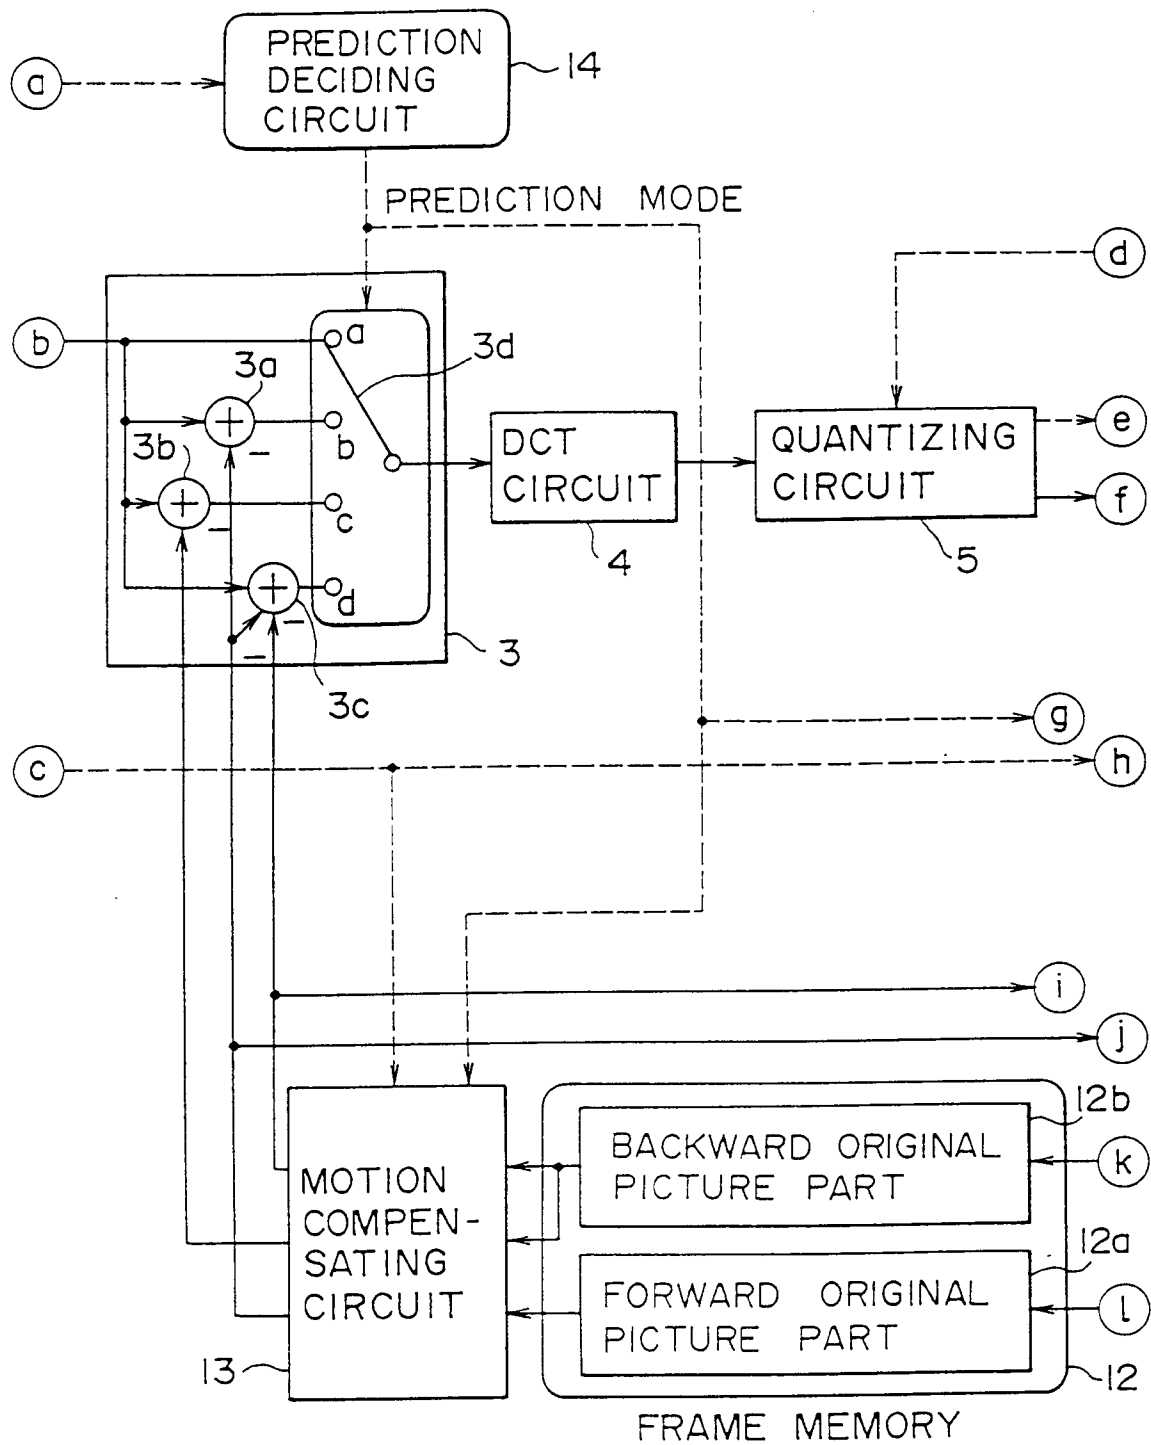 PREDICTION
DECIDING
CIRCUIT
14
a
PREDICTION MODE
d
b
a
3d
3a
+
−
b
3b
+
−
c
+
−
−
d
3c
3
DCT
CIRCUIT
4
QUANTIZING
CIRCUIT
5
e
f
g
c
h
i
j
MOTION
COMPEN-
SATING
CIRCUIT
13
12b
BACKWARD ORIGINAL
PICTURE PART
k
12a
FORWARD ORIGINAL
PICTURE PART
l
12
FRAME MEMORY